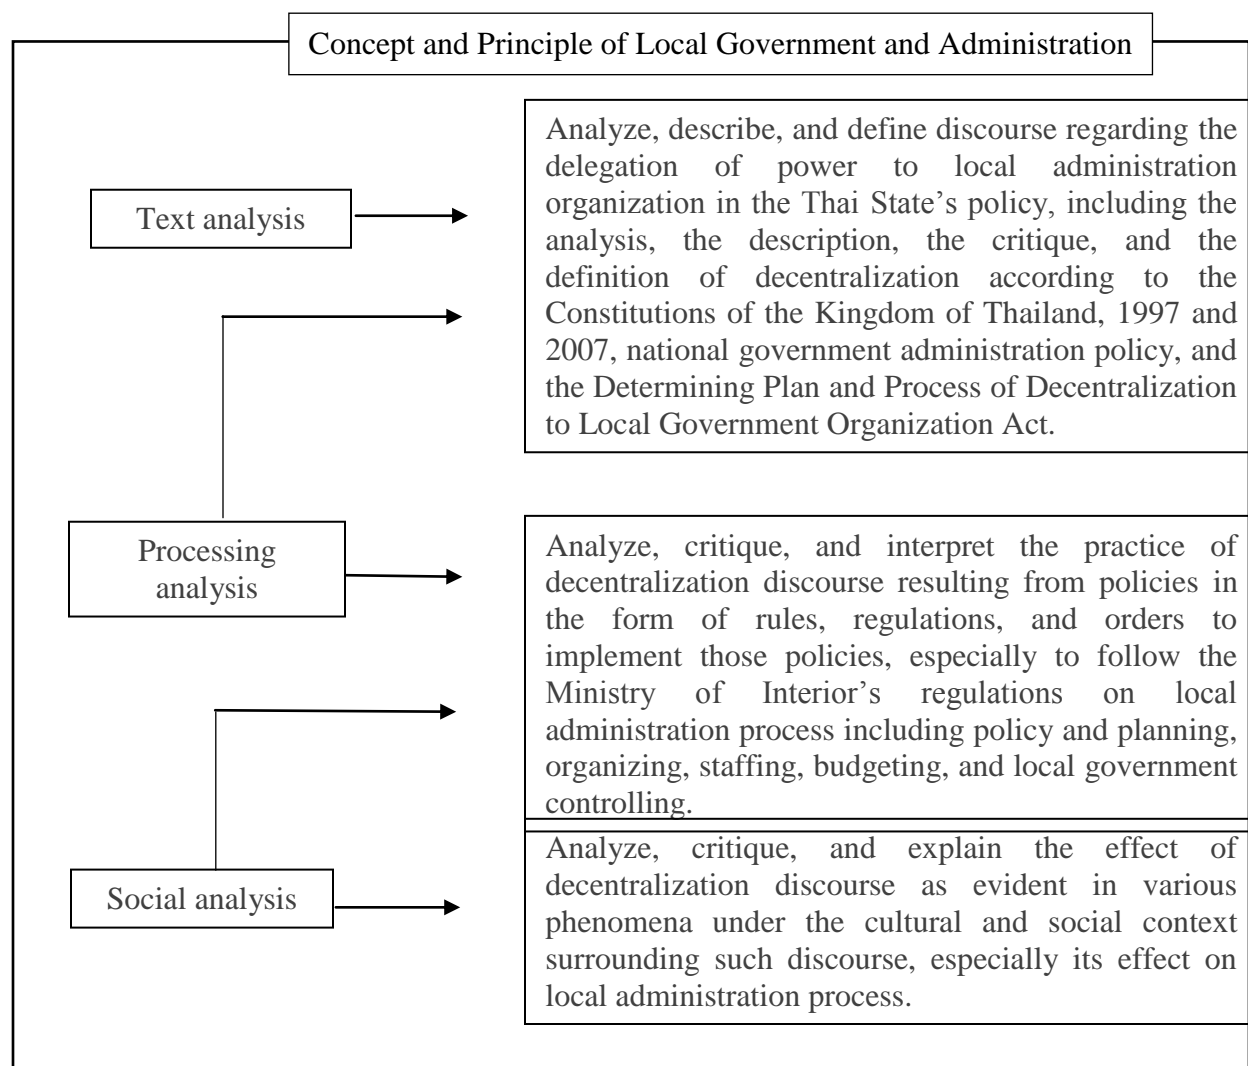 Concept and Principle of Local Government and Administration
Text analysis
Analyze, describe, and define discourse regarding the
delegation of power to local administration
organization in the Thai State’s policy, including the
analysis, the description, the critique, and the
definition of decentralization according to the
Constitutions of the Kingdom of Thailand, 1997 and
2007, national government administration policy, and
the Determining Plan and Process of Decentralization
to Local Government Organization Act.
Processing
analysis
Analyze, critique, and interpret the practice of
decentralization discourse resulting from policies in
the form of rules, regulations, and orders to
implement those policies, especially to follow the
Ministry of Interior’s regulations on local
administration process including policy and planning,
organizing, staffing, budgeting, and local government
controlling.
Social analysis
Analyze, critique, and explain the effect of
decentralization discourse as evident in various
phenomena under the cultural and social context
surrounding such discourse, especially its effect on
local administration process.